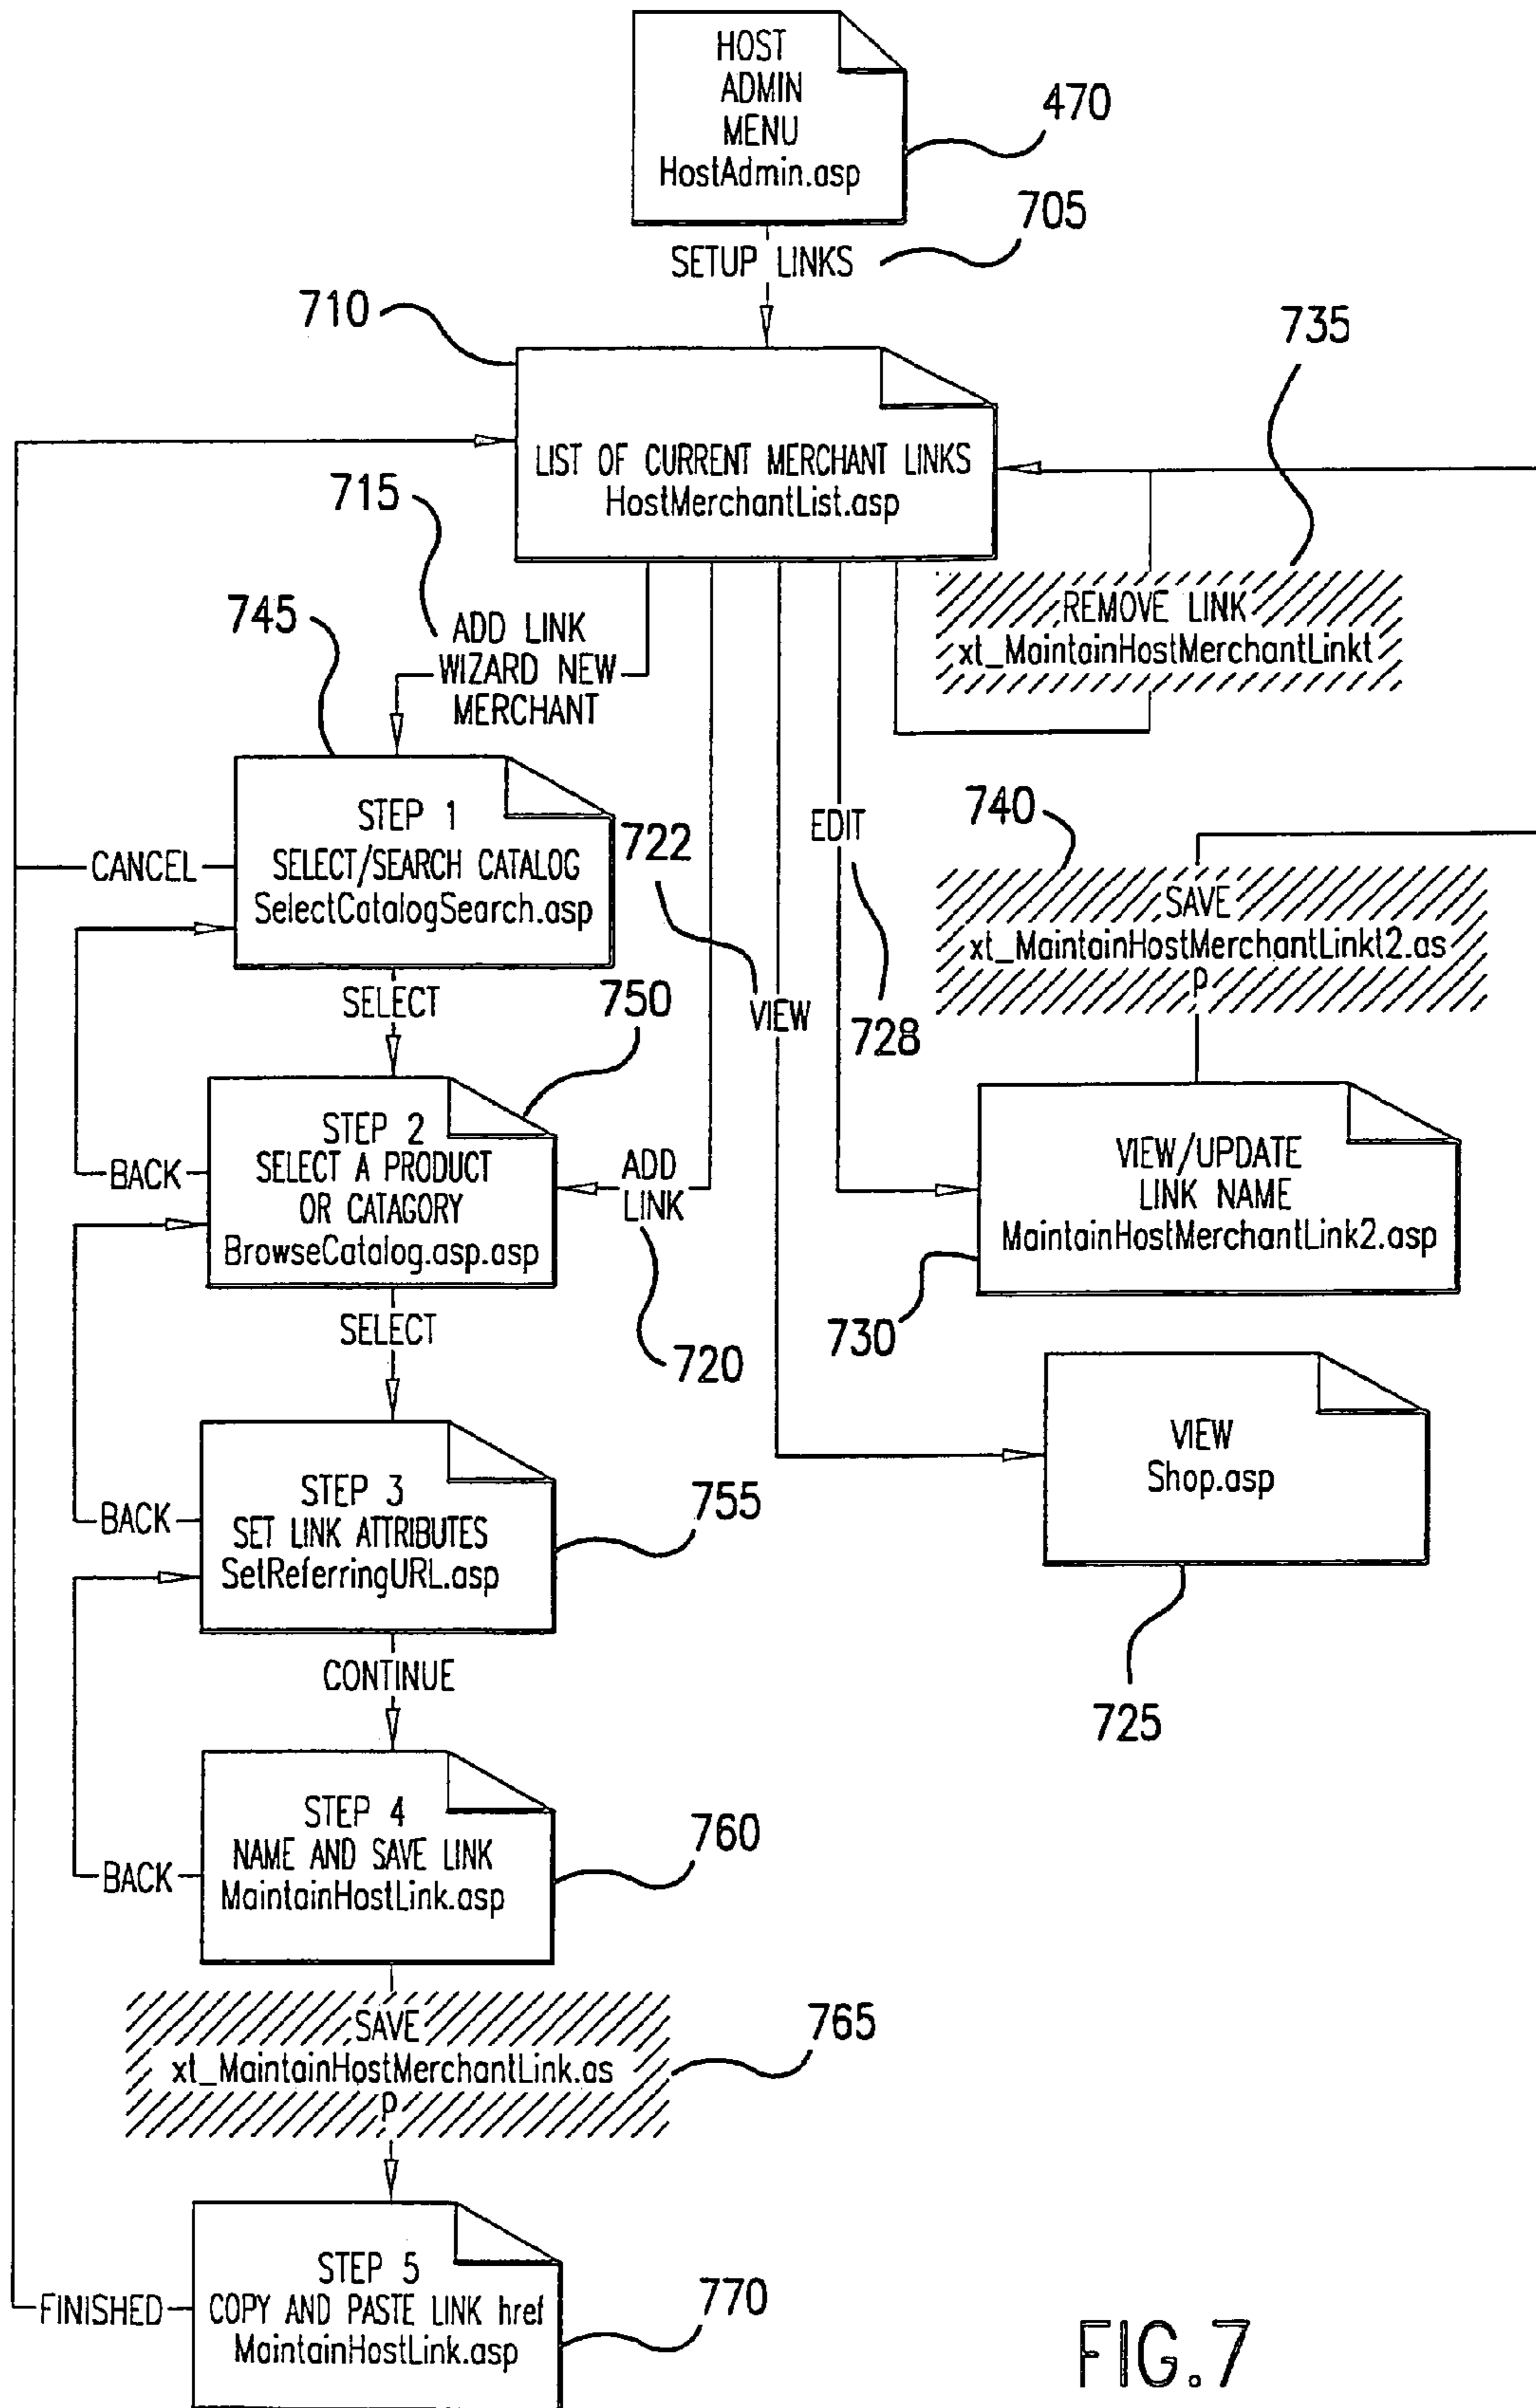 HOST
ADMIN
MENU
HostAdmin.asp
470
SETUP LINKS
705
710
735
LIST OF CURRENT MERCHANT LINKS
HostMerchantList.asp
715
745
ADD LINK
WIZARD NEW
MERCHANT
REMOVE LINK
xt_MaintainHostMerchantLinkt
STEP 1
SELECT/SEARCH CATALOG
SelectCatalogSearch.asp
CANCEL
722
EDIT
740
SAVE
xt_MaintainHostMerchantLinkt2.as
p
SELECT
750
VIEW
728
STEP 2
SELECT A PRODUCT
OR CATAGORY
BrowseCatalog.asp.asp
BACK
ADD
LINK
VIEW/UPDATE
LINK NAME
MaintainHostMerchantLink2.asp
SELECT
720
730
STEP 3
SET LINK ATTRIBUTES
SetReferringURL.asp
BACK
755
VIEW
Shop.asp
CONTINUE
725
STEP 4
NAME AND SAVE LINK
MaintainHostLink.asp
BACK
760
SAVE
xt_MaintainHostMerchantLink.as
p
765
STEP 5
COPY AND PASTE LINK href
MaintainHostLink.asp
FINISHED
770
FIG.7